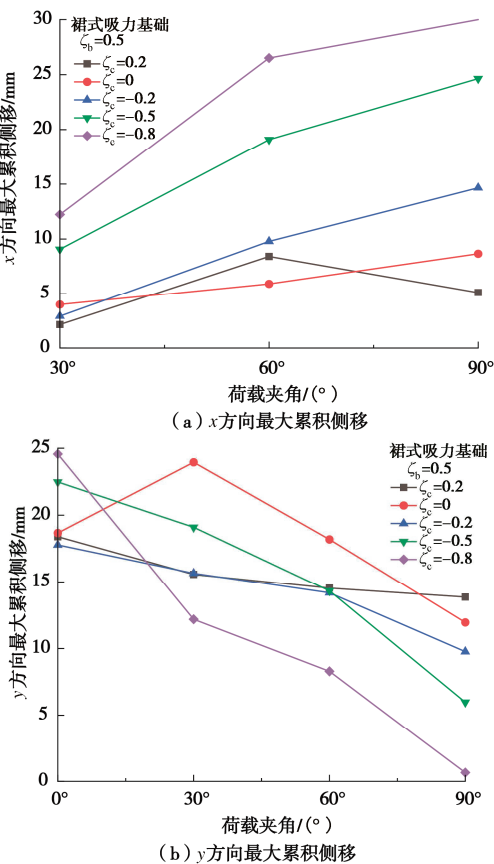 30
25
20
15
10
5
0
x方向最大累积侧移/mm
裙式吸力基础
ζb=0.5
ζc=0.2
ζc=0
ζc=−0.2
ζc=−0.5
ζc=−0.8
30° 60° 90°
荷载夹角/(°)
(a) x方向最大累积侧移
25
20
15
10
5
0
y方向最大累积侧移/mm
裙式吸力基础
ζb=0.5
ζc=0.2
ζc=0
ζc=−0.2
ζc=−0.5
ζc=−0.8
0° 30° 60° 90°
荷载夹角/(°)
(b) y方向最大累积侧移